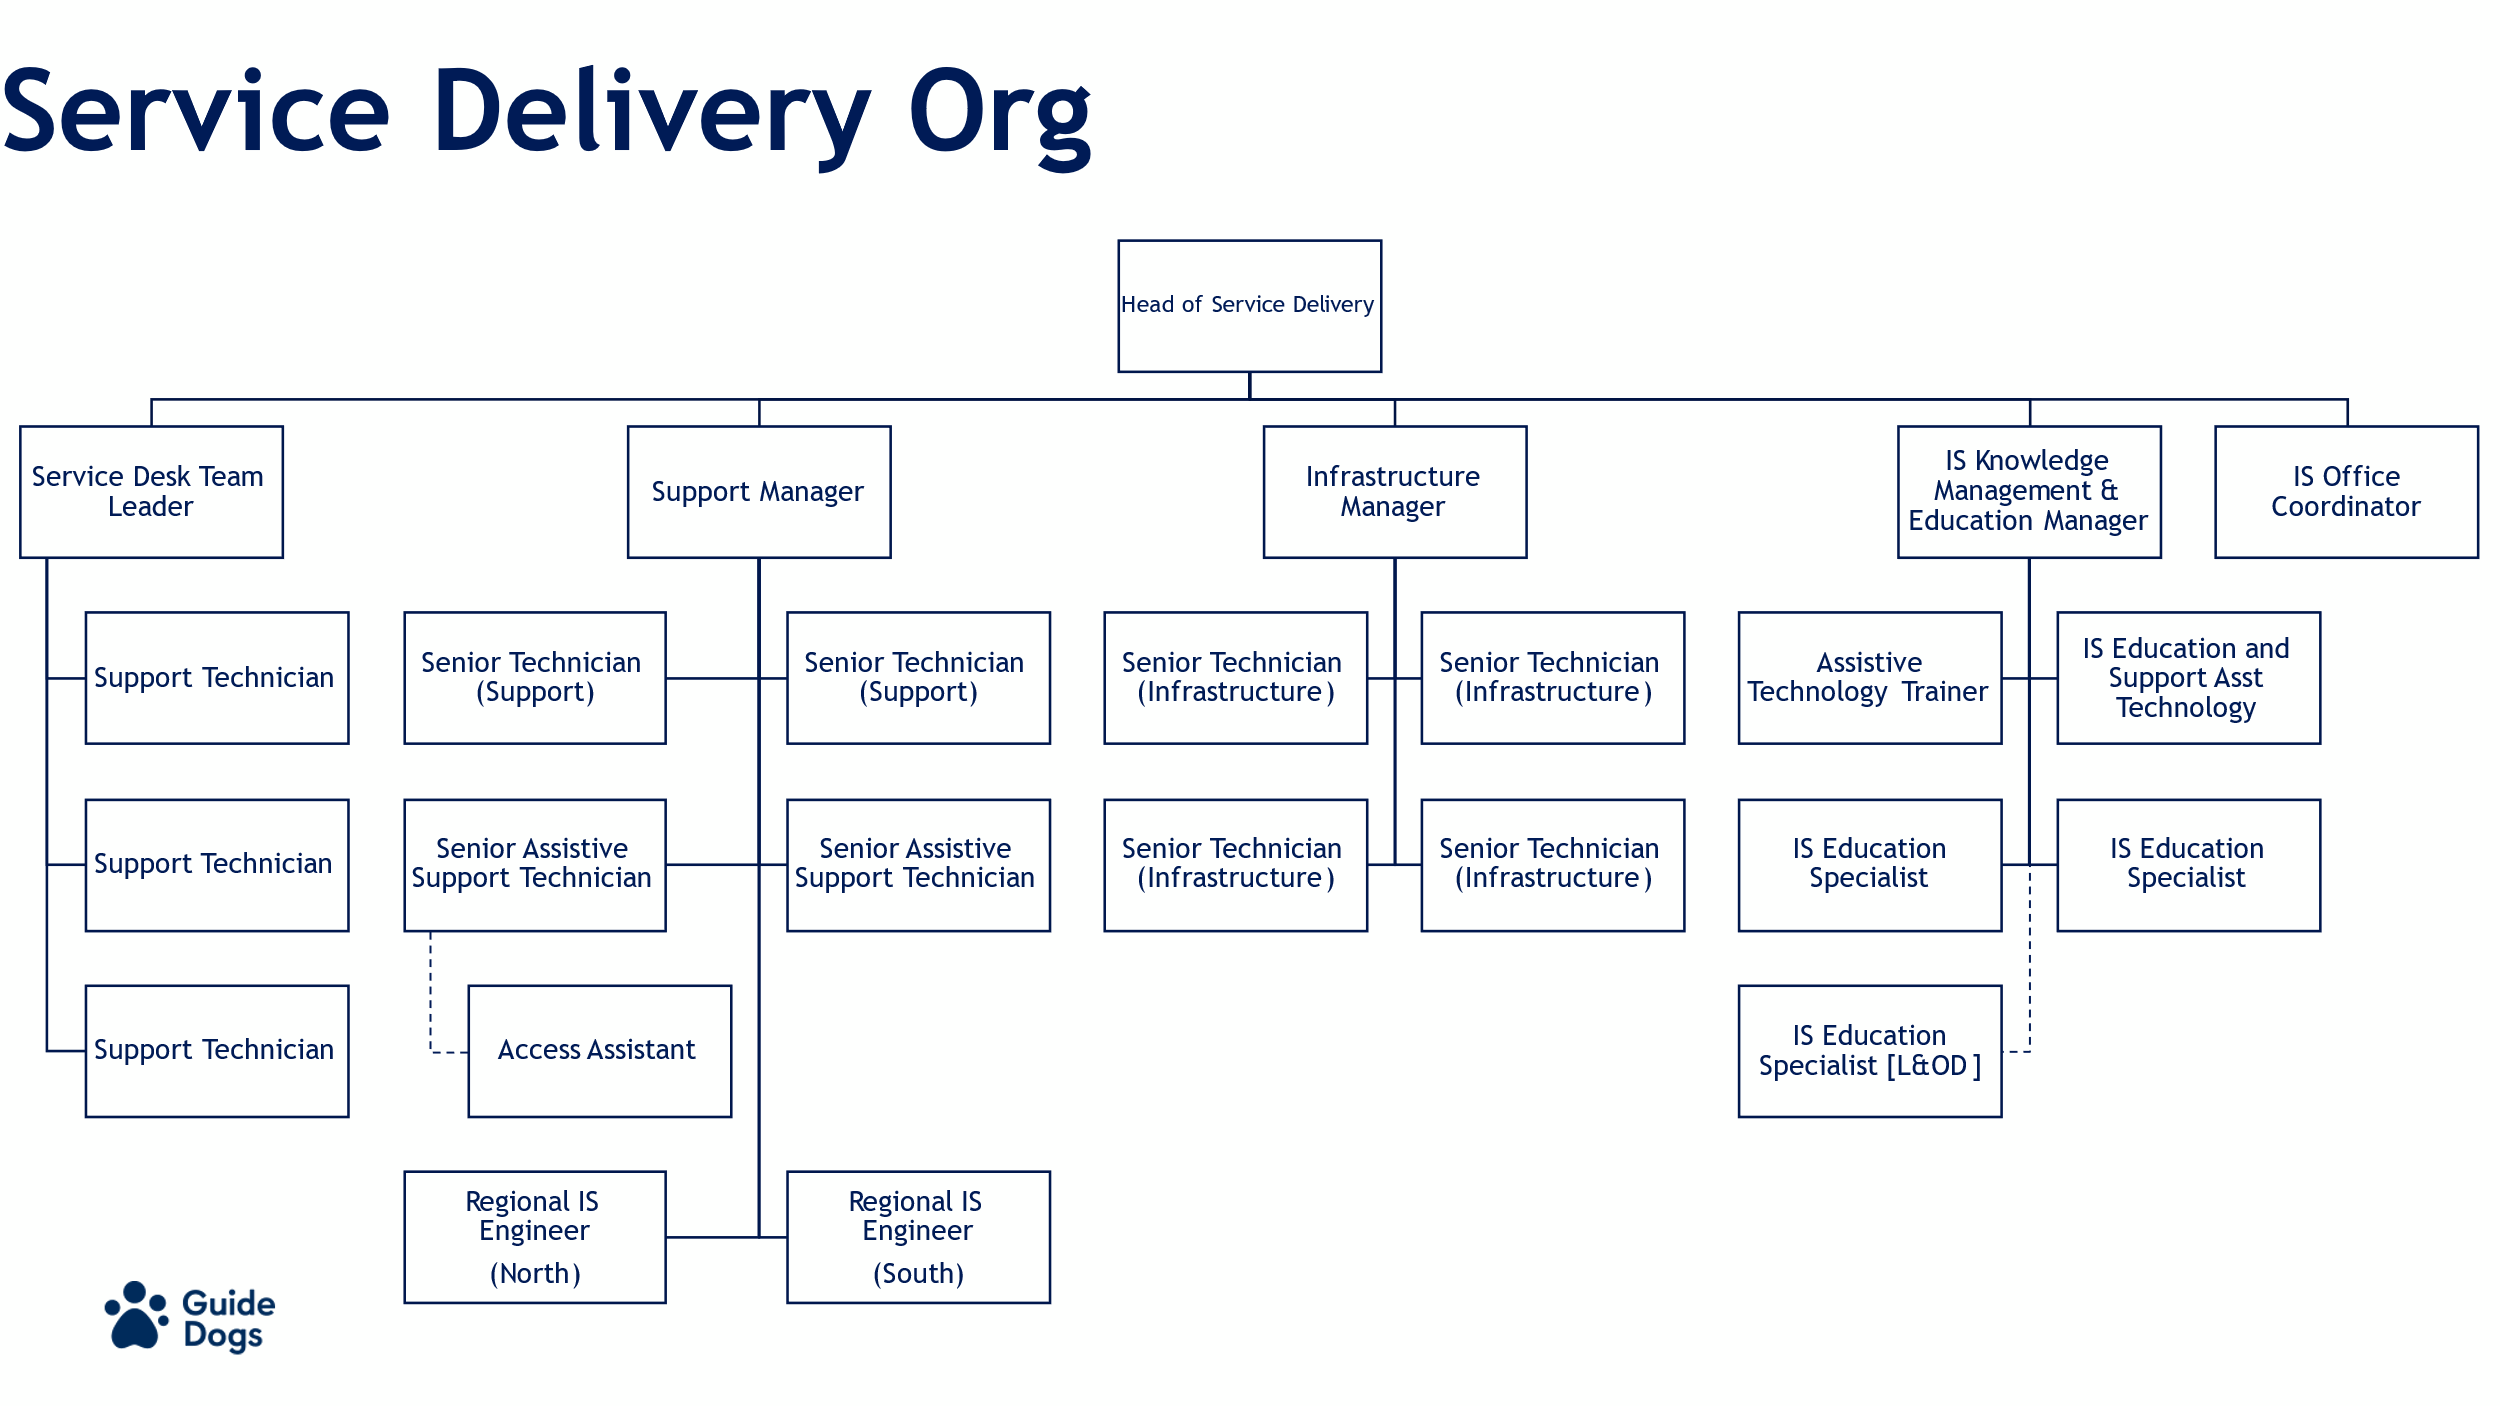 Service Delivery Org
Head of Service Delivery
Service Desk Team
Leader
Support Manager
Infrastructure
Manager
IS Knowledge
Management &
Education Manager
IS Office
Coordinator
Support Technician
Senior Technician
(Support)
Senior Technician
(Support)
Senior Technician
(Infrastructure)
Senior Technician
(Infrastructure)
Assistive
Technology Trainer
IS Education and
Support Asst
Technology
Support Technician
Senior Assistive
Support Technician
Senior Assistive
Support Technician
Senior Technician
(Infrastructure)
Senior Technician
(Infrastructure)
IS Education
Specialist
IS Education
Specialist
Support Technician
Access Assistant
IS Education
Specialist [L&OD]
Regional IS
Engineer
(North)
Regional IS
Engineer
(South)
Guide
Dogs